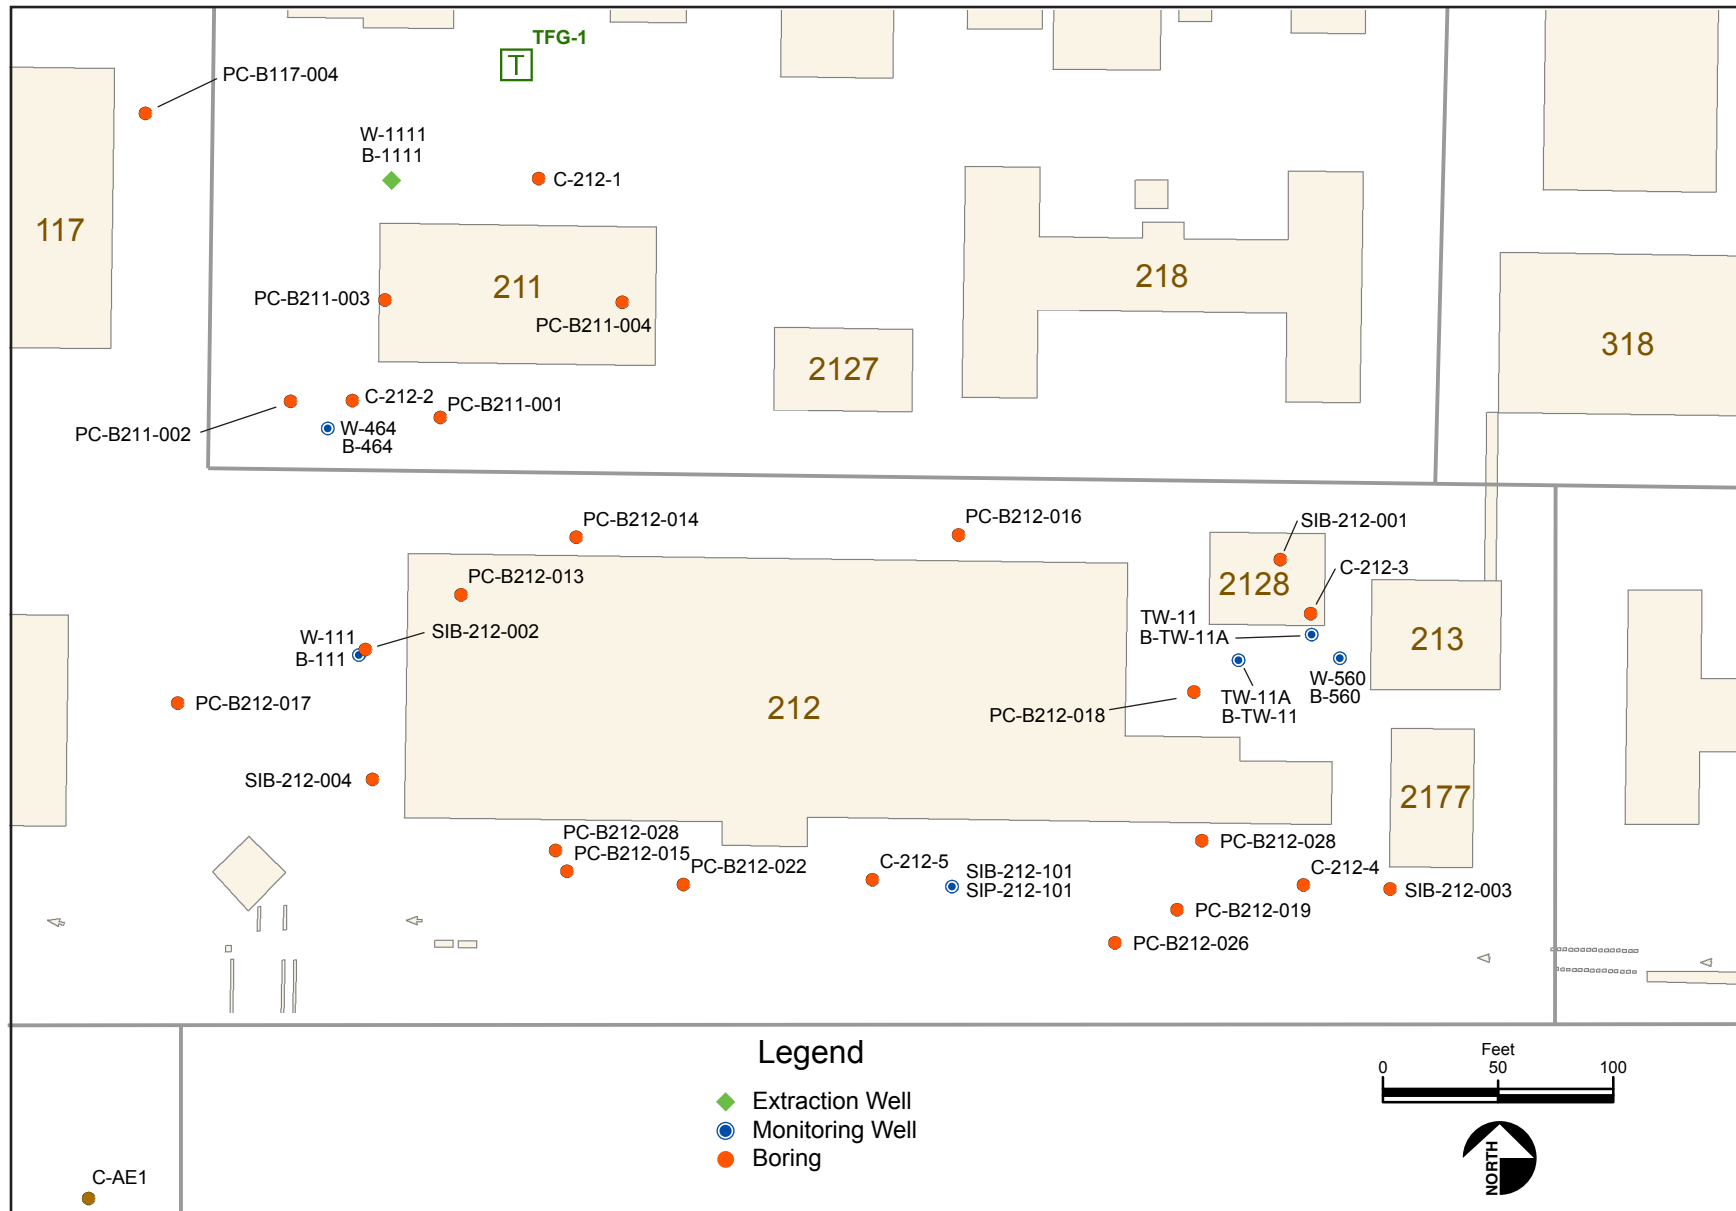 TFG-1
T
PC-B117-004
W-1111
B-1111
C-212-1
117
211
218
PC-B211-003
PC-B211-004
318
2127
C-212-2
PC-B211-001
PC-B211-002
W-464
B-464
PC-B212-014
PC-B212-016
SIB-212-001
PC-B212-013
C-212-3
2128
W-111
B-111
SIB-212-002
TW-11
B-TW-11A
213
W-560
B-560
PC-B212-017
212
PC-B212-018
TW-11A
B-TW-11
SIB-212-004
2177
PC-B212-028
PC-B212-015
PC-B212-022
C-212-5
SIB-212-101
SIP-212-101
PC-B212-028
C-212-4
SIB-212-003
PC-B212-019
PC-B212-026
Legend
Extraction Well
Monitoring Well
Boring
Feet
0 50 100
NORTH
C-AE1